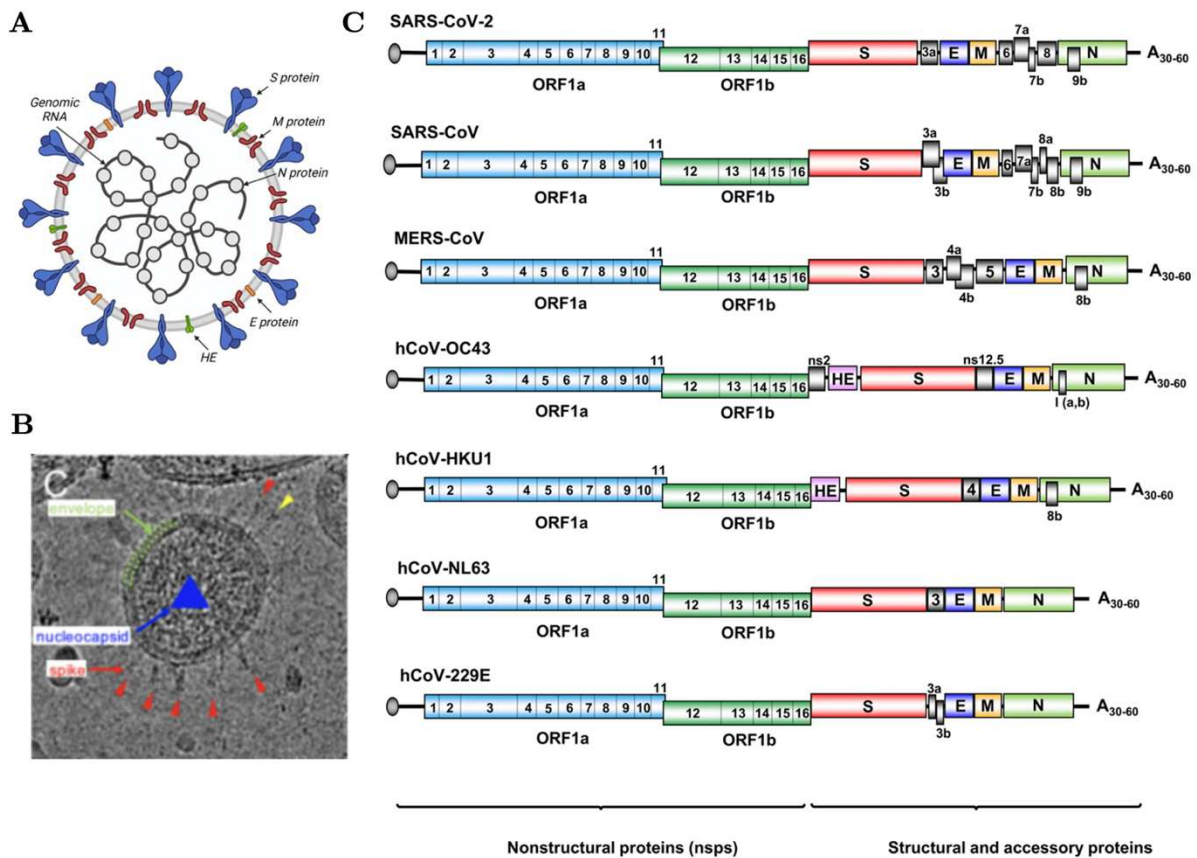 A
S protein
Genomic
RNA
M protein
N protein
E protein
HE
B
C
envelope
nucleocapsid
spike
C
SARS-CoV-2
11
7a
1 2 3 4 5 6 7 8 9 10 12 13 14 15 16 S 3a E M 6 8 N A30-60
7b 9b
ORF1a ORF1b
SARS-CoV
11 3a 8a
1 2 3 4 5 6 7 8 9 10 12 13 14 15 16 S E M 6 7a N A30-60
3b 7b 8b 9b
ORF1a ORF1b
MERS-CoV
11 4a
1 2 3 4 5 6 7 8 9 10 12 13 14 15 16 S 3 5 E M N A30-60
4b 8b
ORF1a ORF1b
hCoV-OC43
11 ns2 ns12.5
1 2 3 4 5 6 7 8 9 10 12 13 14 15 16 HE S E M N A30-60
I (a,b)
ORF1a ORF1b
hCoV-HKU1
11
1 2 3 4 5 6 7 8 9 10 12 13 14 15 16 HE S 4 E M N A30-60
8b
ORF1a ORF1b
hCoV-NL63
11
1 2 3 4 5 6 7 8 9 10 12 13 14 15 16 S 3 E M N A30-60
ORF1a ORF1b
hCoV-229E
11 3a
1 2 3 4 5 6 7 8 9 10 12 13 14 15 16 S E M N A30-60
3b
ORF1a ORF1b
Nonstructural proteins (nsps) Structural and accessory proteins